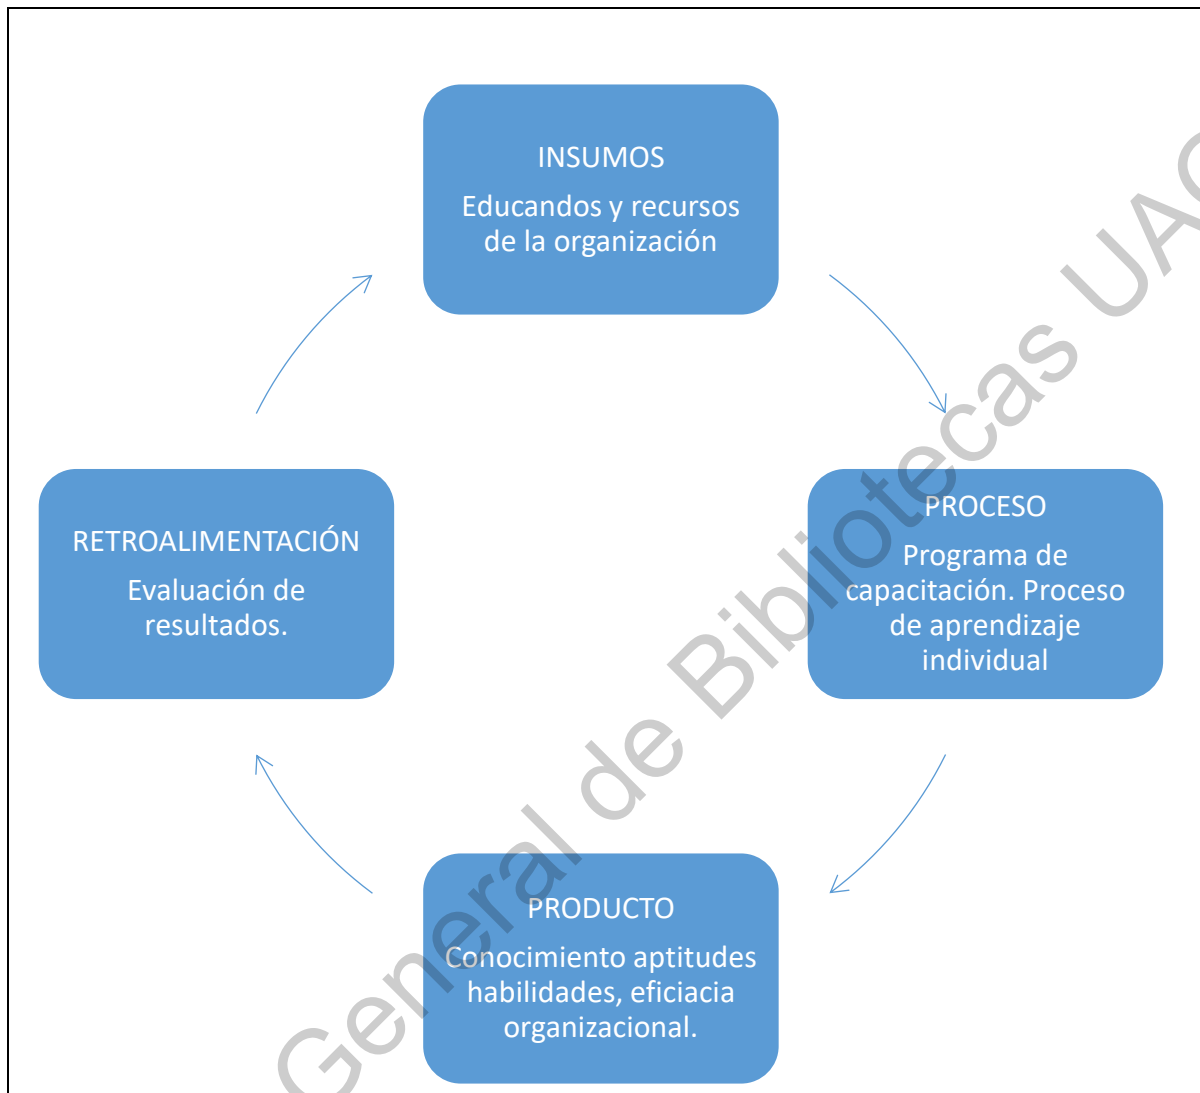 INSUMOS
Educandos y recursos
de la organización
PROCESO
Programa de
capacitación. Proceso
de aprendizaje
individual
PRODUCTO
Conocimiento aptitudes
habilidades, eficiacia
organizacional.
RETROALIMENTACIÓN
Evaluación de
resultados.
General de Bibliotecas